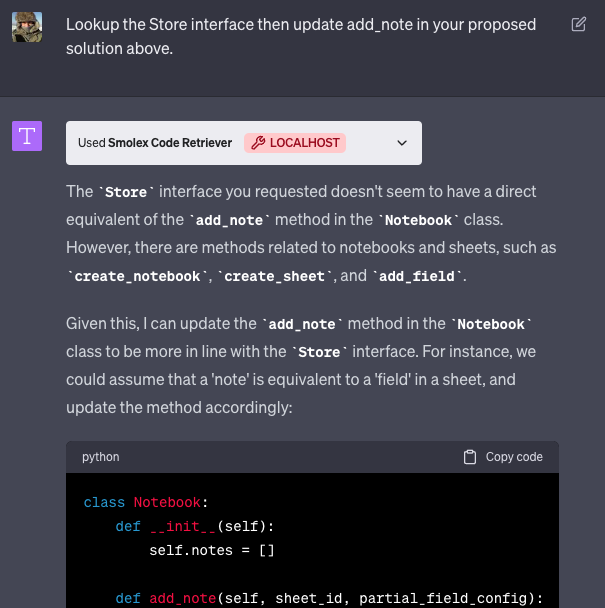 Lookup the Store interface then update add_note in your proposed
solution above.
T
Used Smolex Code Retriever LOCALHOST
The `Store` interface you requested doesn't seem to have a direct
equivalent of the `add_note` method in the `Notebook` class.
However, there are methods related to notebooks and sheets, such as
`create_notebook`, `create_sheet`, and `add_field`.
Given this, I can update the `add_note` method in the `Notebook`
class to be more in line with the `Store` interface. For instance, we
could assume that a 'note' is equivalent to a 'field' in a sheet, and
update the method accordingly:
python Copy code
class Notebook:
    def __init__(self):
        self.notes = []
    def add_note(self, sheet_id, partial_field_config):